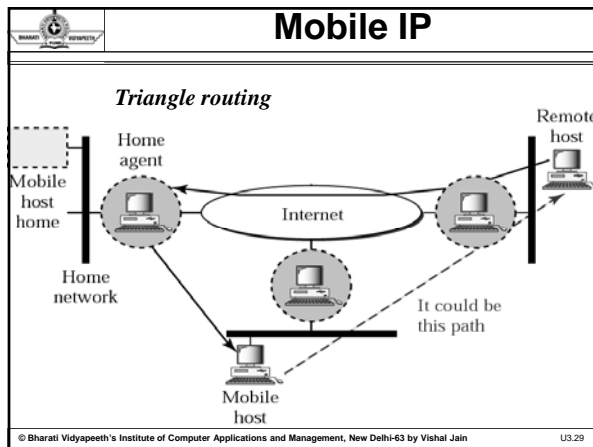 BHARATI
VIDYAPEETH
PUNE
Mobile IP
Triangle routing
Remote
host
Home
agent
Mobile
host
home
Internet
Home
network
It could be
this path
Mobile
host
© Bharati Vidyapeeth's Institute of Computer Applications and Management, New Delhi-63 by Vishal Jain
U3.29